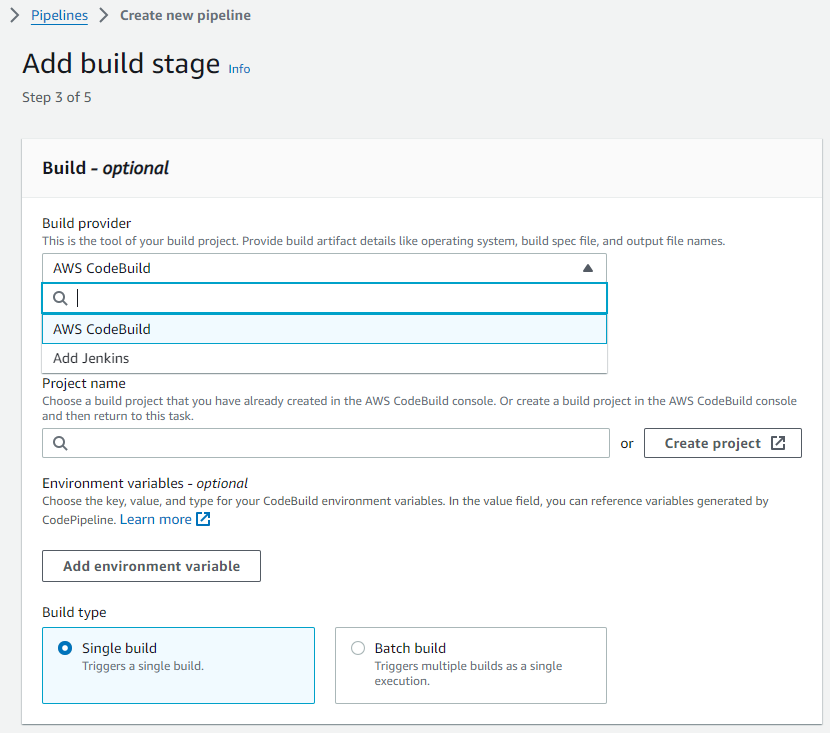 Pipelines Create new pipeline
Add build stage Info
Step 3 of 5
Build - optional
Build provider
This is the tool of your build project. Provide build artifact details like operating system, build spec file, and output file names.
AWS CodeBuild
AWS CodeBuild
Add Jenkins
Project name
Choose a build project that you have already created in the AWS CodeBuild console. Or create a build project in the AWS CodeBuild console
and then return to this task.
or Create project
Environment variables - optional
Choose the key, value, and type for your CodeBuild environment variables. In the value field, you can reference variables generated by
CodePipeline. Learn more
Add environment variable
Build type
Single build
Triggers a single build.
Batch build
Triggers multiple builds as a single
execution.